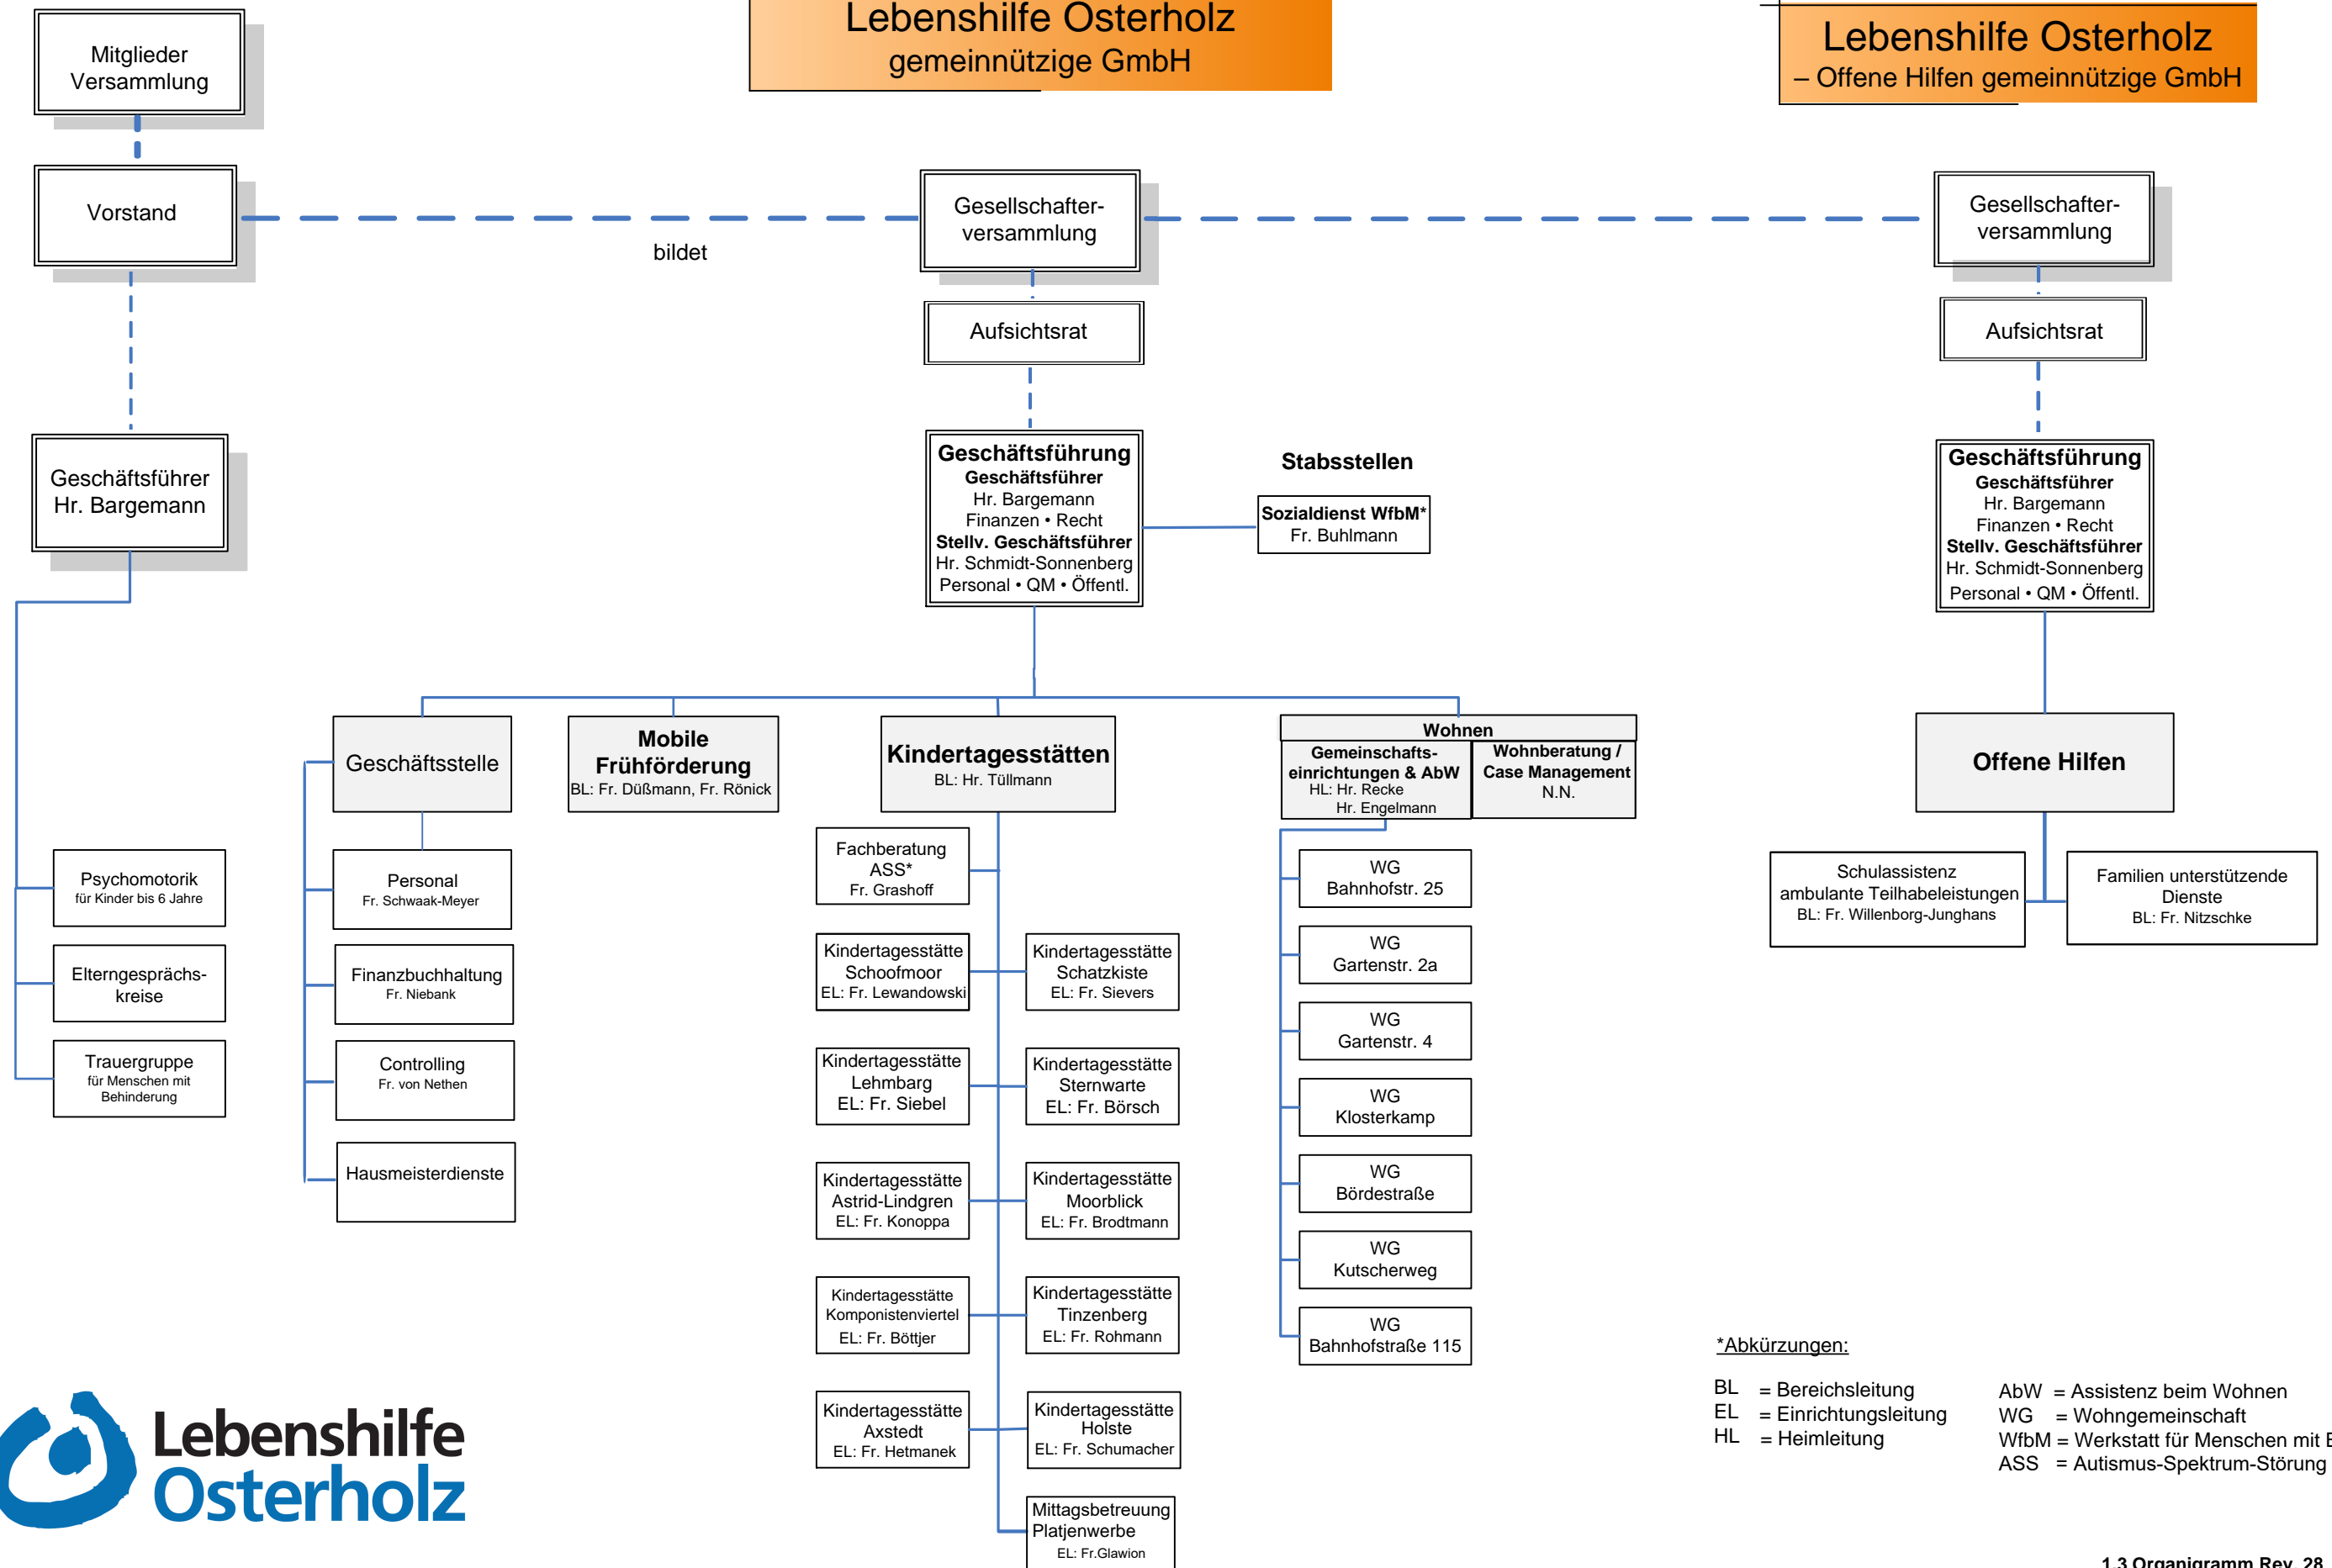 Lebenshilfe Osterholz
gemeinnützige GmbH
Lebenshilfe Osterholz
– Offene Hilfen gemeinnützige GmbH
Mitglieder
Versammlung
Vorstand
bildet
Gesellschafter-
versammlung
Gesellschafter-
versammlung
Aufsichtsrat
Aufsichtsrat
Geschäftsführer
Hr. Bargemann
Geschäftsführung
Geschäftsführer
Hr. Bargemann
Finanzen • Recht
Stellv. Geschäftsführer
Hr. Schmidt-Sonnenberg
Personal • QM • Öffentl.
Stabsstellen
Sozialdienst WfbM*
Fr. Buhlmann
Geschäftsführung
Geschäftsführer
Hr. Bargemann
Finanzen • Recht
Stellv. Geschäftsführer
Hr. Schmidt-Sonnenberg
Personal • QM • Öffentl.
Psychomotorik
für Kinder bis 6 Jahre
Elterngesprächs-
kreise
Trauergruppe
für Menschen mit
Behinderung
Geschäftsstelle
Personal
Fr. Schwaak-Meyer
Finanzbuchhaltung
Fr. Niebank
Controlling
Fr. von Nethen
Hausmeisterdienste
Mobile
Frühförderung
BL: Fr. Düßmann, Fr. Rönick
Kindertagesstätten
BL: Hr. Tüllmann
Fachberatung
ASS*
Fr. Grashoff
Kindertagesstätte
Schoofmoor
EL: Fr. Lewandowski
Kindertagesstätte
Schatzkiste
EL: Fr. Sievers
Kindertagesstätte
Lehmbarg
EL: Fr. Siebel
Kindertagesstätte
Sternwarte
EL: Fr. Börsch
Kindertagesstätte
Astrid-Lindgren
EL: Fr. Konoppa
Kindertagesstätte
Moorblick
EL: Fr. Brodtmann
Kindertagesstätte
Komponistenviertel
EL: Fr. Böttjer
Kindertagesstätte
Tinzenberg
EL: Fr. Rohmann
Kindertagesstätte
Axstedt
EL: Fr. Hetmanek
Kindertagesstätte
Holste
EL: Fr. Schumacher
Mittagsbetreuung
Platjenwerbe
EL: Fr.Glawion
Wohnen
Gemeinschafts-
einrichtungen & AbW
HL: Hr. Recke
Hr. Engelmann
Wohnberatung /
Case Management
N.N.
WG
Bahnhofstr. 25
WG
Gartenstr. 2a
WG
Gartenstr. 4
WG
Klosterkamp
WG
Bördestraße
WG
Kutscherweg
WG
Bahnhofstraße 115
Offene Hilfen
Schulassistenz
ambulante Teilhabeleistungen
BL: Fr. Willenborg-Junghans
Familien unterstützende
Dienste
BL: Fr. Nitzschke
*Abkürzungen:
BL = Bereichsleitung
EL = Einrichtungsleitung
HL = Heimleitung
AbW = Assistenz beim Wohnen
WG = Wohngemeinschaft
WfbM = Werkstatt für Menschen mit
ASS = Autismus-Spektrum-Störung
Lebenshilfe
Osterholz
1.3 Organigramm Rev. 28